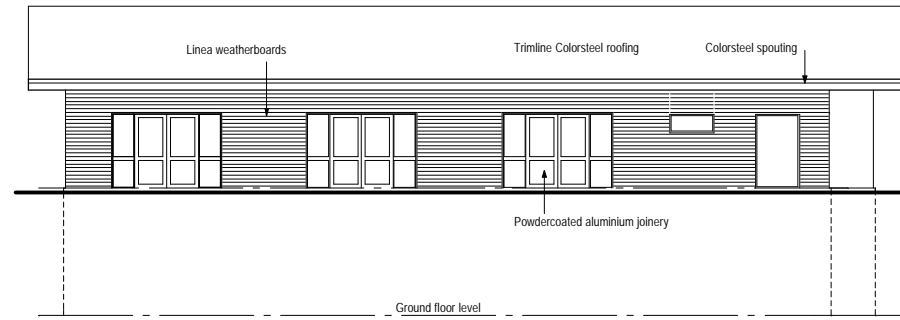 Linea weatherboards
Trimline Colorsteel roofing
Colorsteel spouting
Powdercoated aluminium joinery
Ground floor level